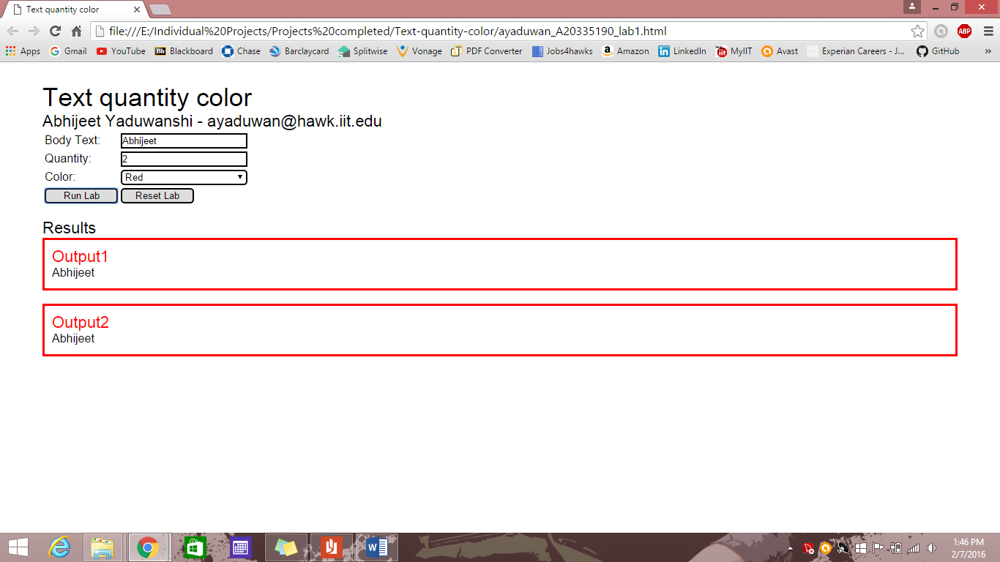 Text quantity color
file:///E:/Individual%20Projects/Projects%20completed/Text-quantity-color/ayaduwan_A20335190_lab1.html
ABP
Apps Gmail YouTube Bb Blackboard Chase Barclaycard Splitwise Vonage PDF Converter Jobs4hawks a Amazon in LinkedIn iit MyIIT Avast Experian Careers - J... GitHub »
Text quantity color
Abhijeet Yaduwanshi - ayaduwan@hawk.iit.edu
Body Text: Abhijeet
Quantity: 2
Color: Red
Run Lab Reset Lab
Results
Output1
Abhijeet
Output2
Abhijeet
1:46 PM
2/7/2016